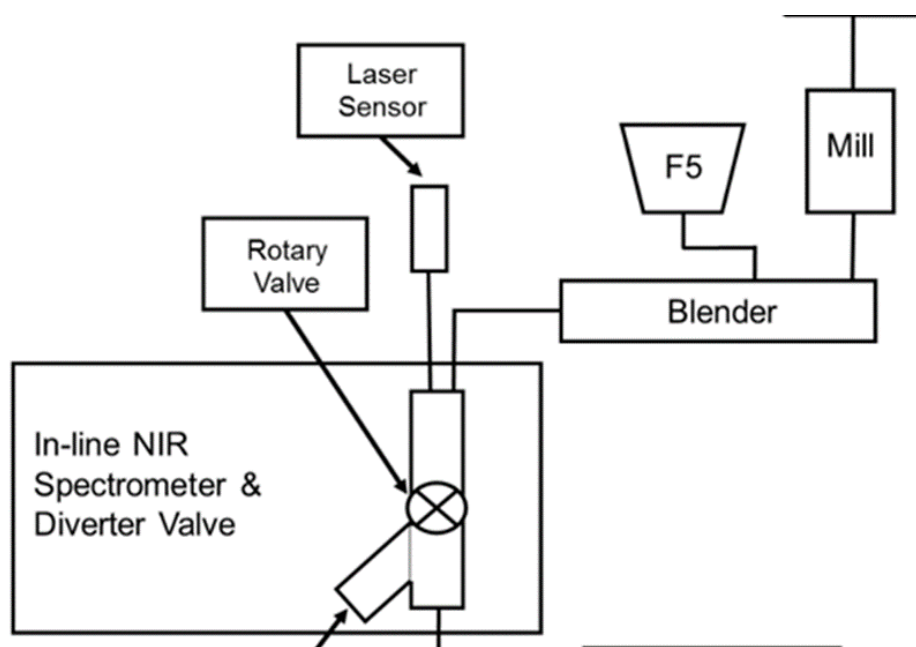 Laser
Sensor
F5
Mill
Rotary
Valve
Blender
In-line NIR
Spectrometer &
Diverter Valve